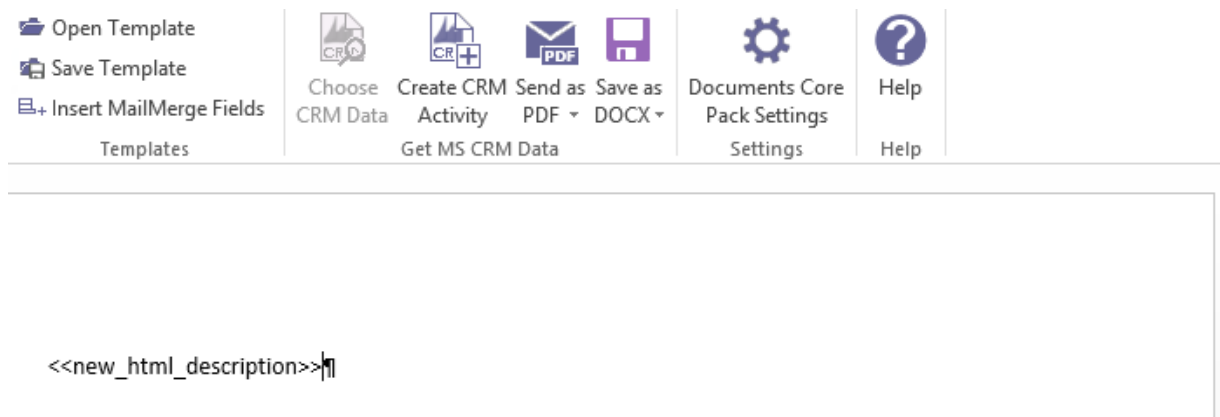 Open Template
Save Template
Insert MailMerge Fields
Templates
CRM
Choose
CRM Data
CR
Create CRM
Activity
PDF
Send as
PDF
Save as
DOCX
Get MS CRM Data
Documents Core
Pack Settings
Settings
?
Help
Help
<<new_html_description>>¶